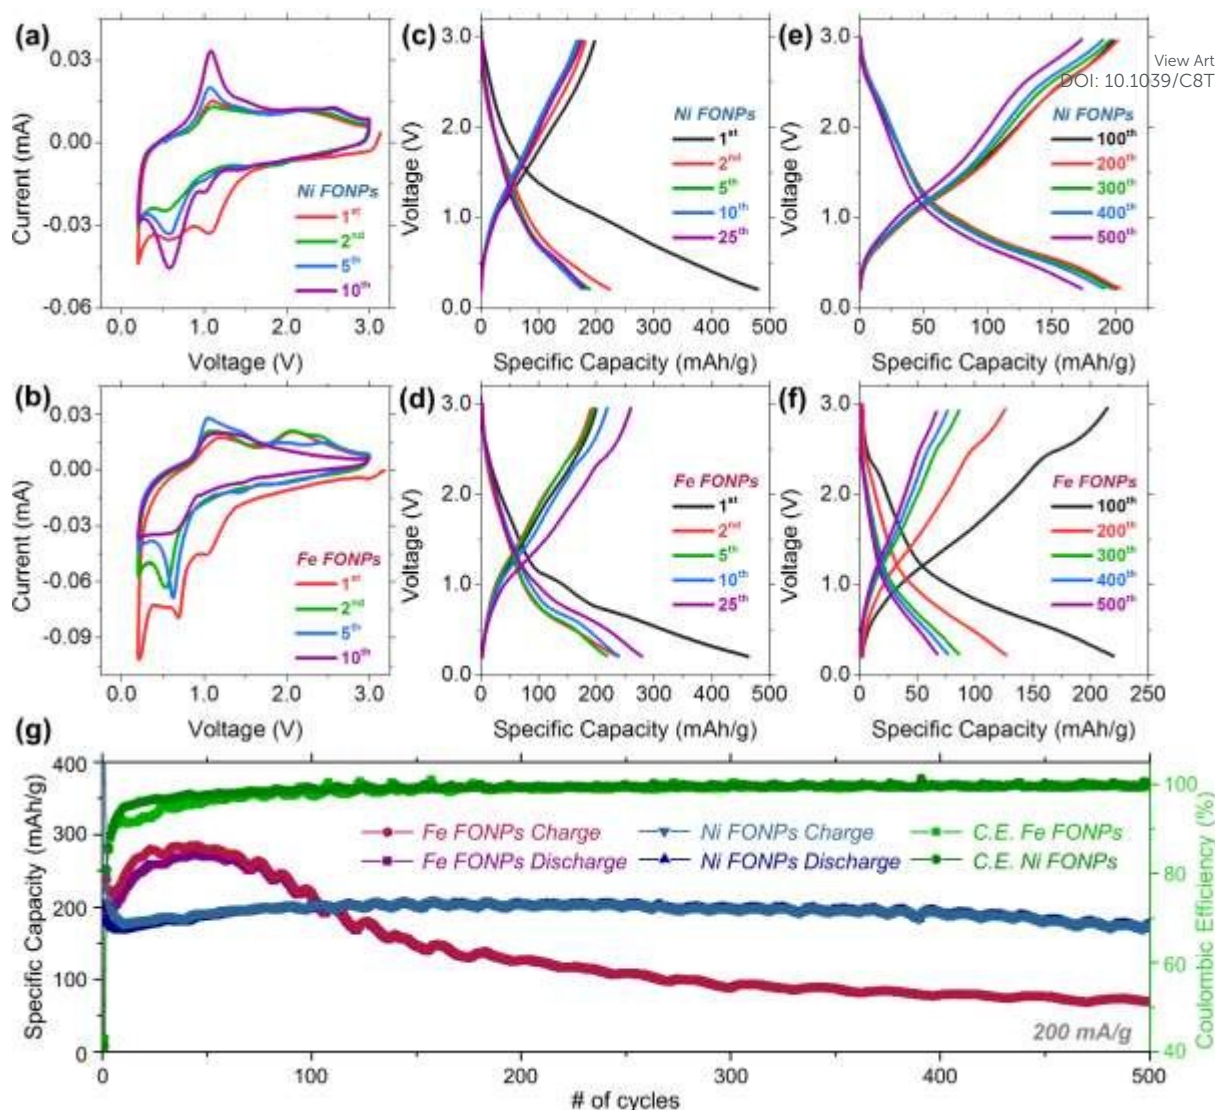 (a)
0.03
0.00
-0.03
-0.06
Current (mA)
Ni FONPs
1st
2nd
5th
10th
0.0 1.0 2.0 3.0
Voltage (V)
(c)
3.0
2.0
1.0
0.0
Voltage (V)
Ni FONPs
1st
2nd
5th
10th
25th
0 100 200 300 400 500
Specific Capacity (mAh/g)
(e)
3.0
2.0
1.0
0.0
Voltage (V)
View Art
DOI: 10.1039/C8T
Ni FONPs
100th
200th
300th
400th
500th
0 50 100 150 200
Specific Capacity (mAh/g)
(b)
0.03
0.00
-0.03
-0.06
-0.09
Current (mA)
Fe FONPs
1st
2nd
5th
10th
0.0 1.0 2.0 3.0
Voltage (V)
(d)
3.0
2.0
1.0
0.0
Voltage (V)
Fe FONPs
1st
2nd
5th
10th
25th
0 100 200 300 400 500
Specific Capacity (mAh/g)
(f)
3.0
2.0
1.0
0.0
Voltage (V)
Fe FONPs
100th
200th
300th
400th
500th
0 50 100 150 200 250
Specific Capacity (mAh/g)
(g)
400
300
200
100
0
Specific Capacity (mAh/g)
Fe FONPs Charge
Fe FONPs Discharge
Ni FONPs Charge
Ni FONPs Discharge
C.E. Fe FONPs
C.E. Ni FONPs
100
80
60
40
Coulombic Efficiency (%)
200 mA/g
0 100 200 300 400 500
# of cycles